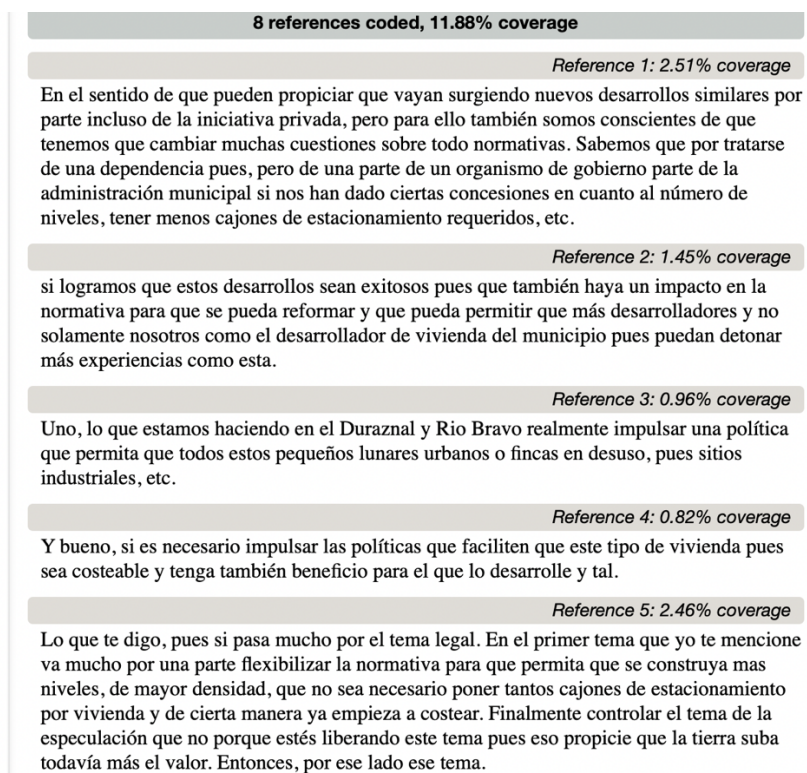 8 references coded, 11.88% coverage
Reference 1: 2.51% coverage
En el sentido de que pueden propiciar que vayan surgiendo nuevos desarrollos similares por
parte incluso de la iniciativa privada, pero para ello también somos conscientes de que
tenemos que cambiar muchas cuestiones sobre todo normativas. Sabemos que por tratarse
de una dependencia pues, pero de una parte de un organismo de gobierno parte de la
administración municipal si nos han dado ciertas concesiones en cuanto al número de
niveles, tener menos cajones de estacionamiento requeridos, etc.
Reference 2: 1.45% coverage
si logramos que estos desarrollos sean exitosos pues que también haya un impacto en la
normativa para que se pueda reformar y que pueda permitir que más desarrolladores y no
solamente nosotros como el desarrollador de vivienda del municipio pues puedan detonar
más experiencias como esta.
Reference 3: 0.96% coverage
Uno, lo que estamos haciendo en el Duraznal y Rio Bravo realmente impulsar una política
que permita que todos estos pequeños lunares urbanos o fincas en desuso, pues sitios
industriales, etc.
Reference 4: 0.82% coverage
Y bueno, si es necesario impulsar las políticas que faciliten que este tipo de vivienda pues
sea costeable y tenga también beneficio para el que lo desarrolle y tal.
Reference 5: 2.46% coverage
Lo que te digo, pues si pasa mucho por el tema legal. En el primer tema que yo te mencione
va mucho por una parte flexibilizar la normativa para que permita que se construya mas
niveles, de mayor densidad, que no sea necesario poner tantos cajones de estacionamiento
por vivienda y de cierta manera ya empieza a costear. Finalmente controlar el tema de la
especulación que no porque estés liberando este tema pues eso propicie que la tierra suba
todavía más el valor. Entonces, por ese lado ese tema.